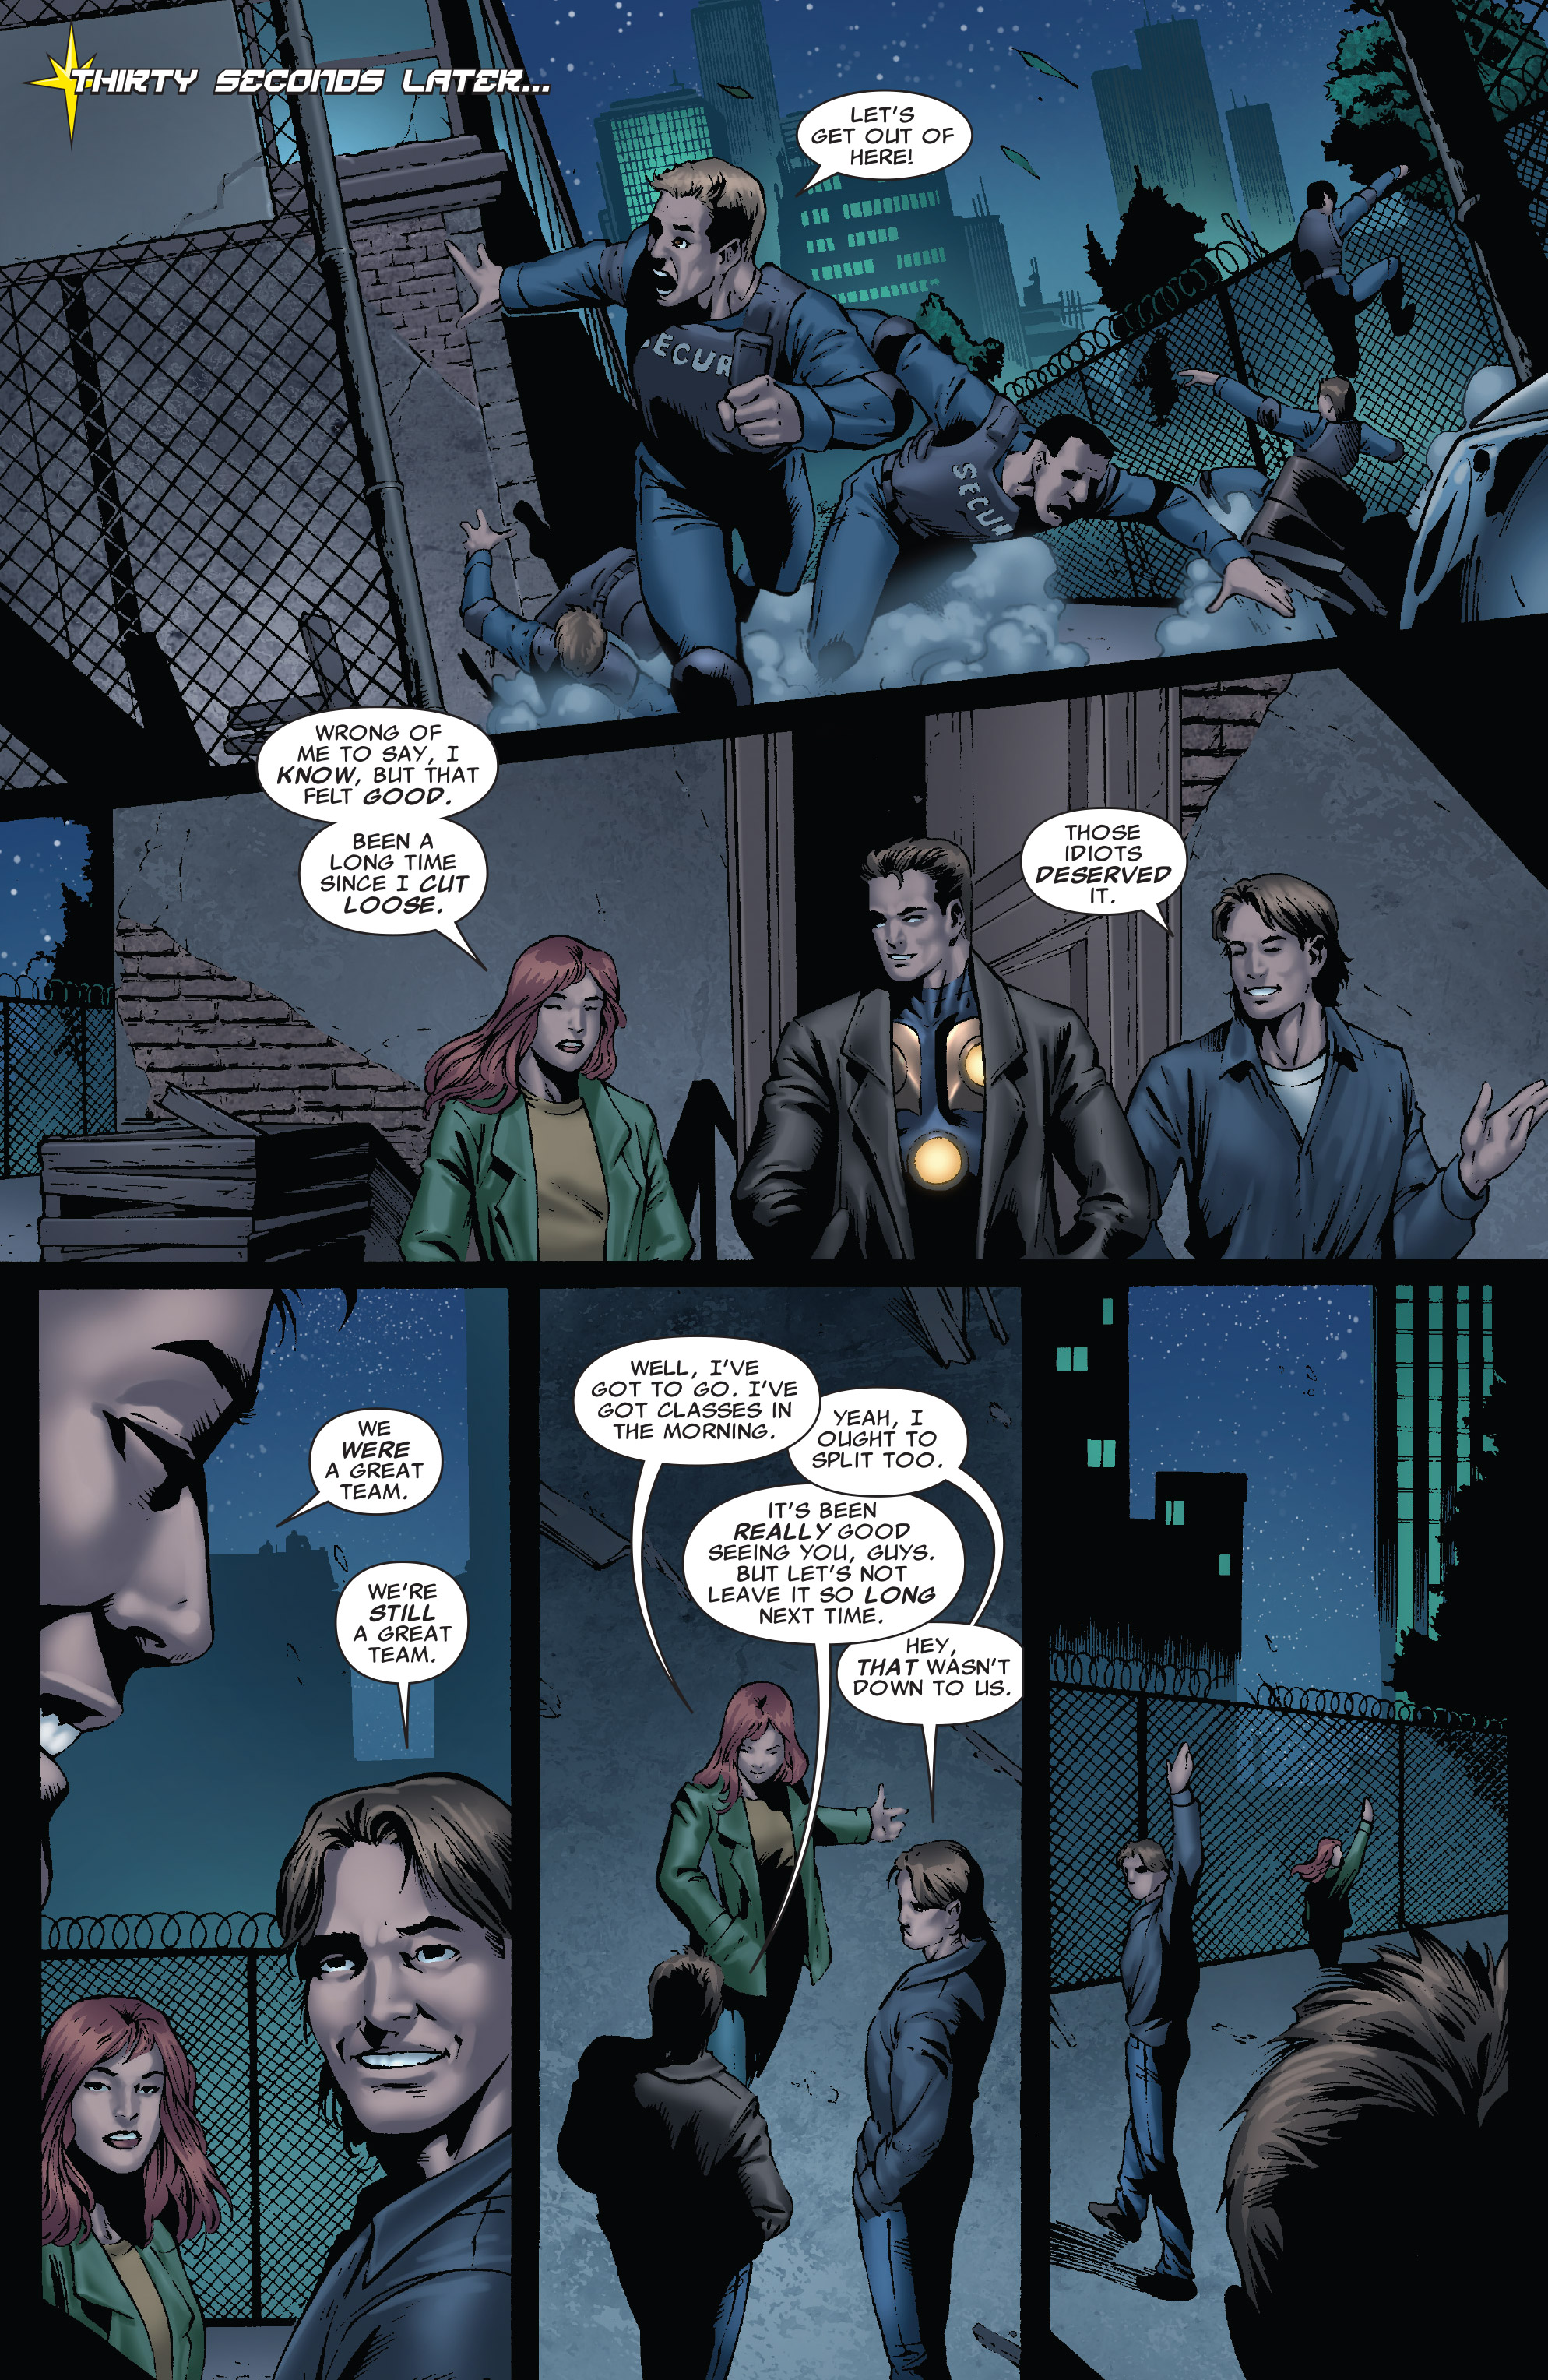 THIRTY SECONDS LATER...
LET'S
GET OUT OF
HERE!
SECUR
SECUR
WRONG OF
ME TO SAY, I
KNOW, BUT THAT
FELT GOOD.
BEEN A
LONG TIME
SINCE I CUT
LOOSE.
THOSE
IDIOTS
DESERVED
IT.
WE
WERE
A GREAT
TEAM.
WE'RE
STILL
A GREAT
TEAM.
WELL, I'VE
GOT TO GO. I'VE
GOT CLASSES IN
THE MORNING.
YEAH, I
OUGHT TO
SPLIT TOO.
IT'S BEEN
REALLY GOOD
SEEING YOU, GUYS.
BUT LET'S NOT
LEAVE IT SO LONG
NEXT TIME.
HEY,
THAT WASN'T
DOWN TO US.